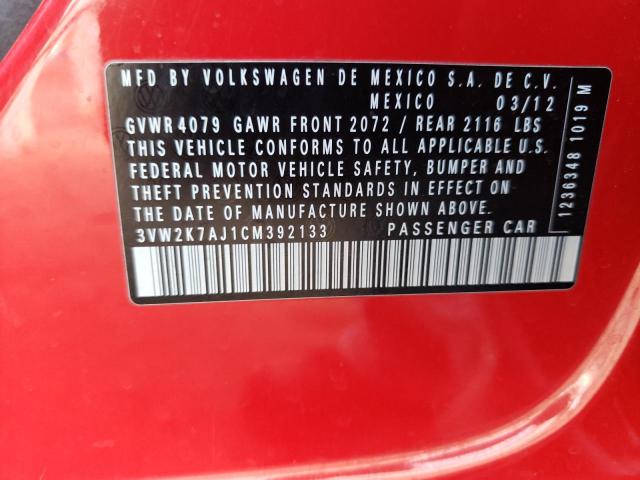 MFD BY VOLKSWAGEN DE MEXICO S.A. DE C.V.
MEXICO 03/12
GVWR 4079 GAWR FRONT 2072 / REAR 2116 LBS
THIS VEHICLE CONFORMS TO ALL APPLICABLE U.S.
FEDERAL MOTOR VEHICLE SAFETY, BUMPER AND
THEFT PREVENTION STANDARDS IN EFFECT ON
THE DATE OF MANUFACTURE SHOWN ABOVE.
3VW2K7AJ1CM392133 PASSENGER CAR
1236348 1019 M